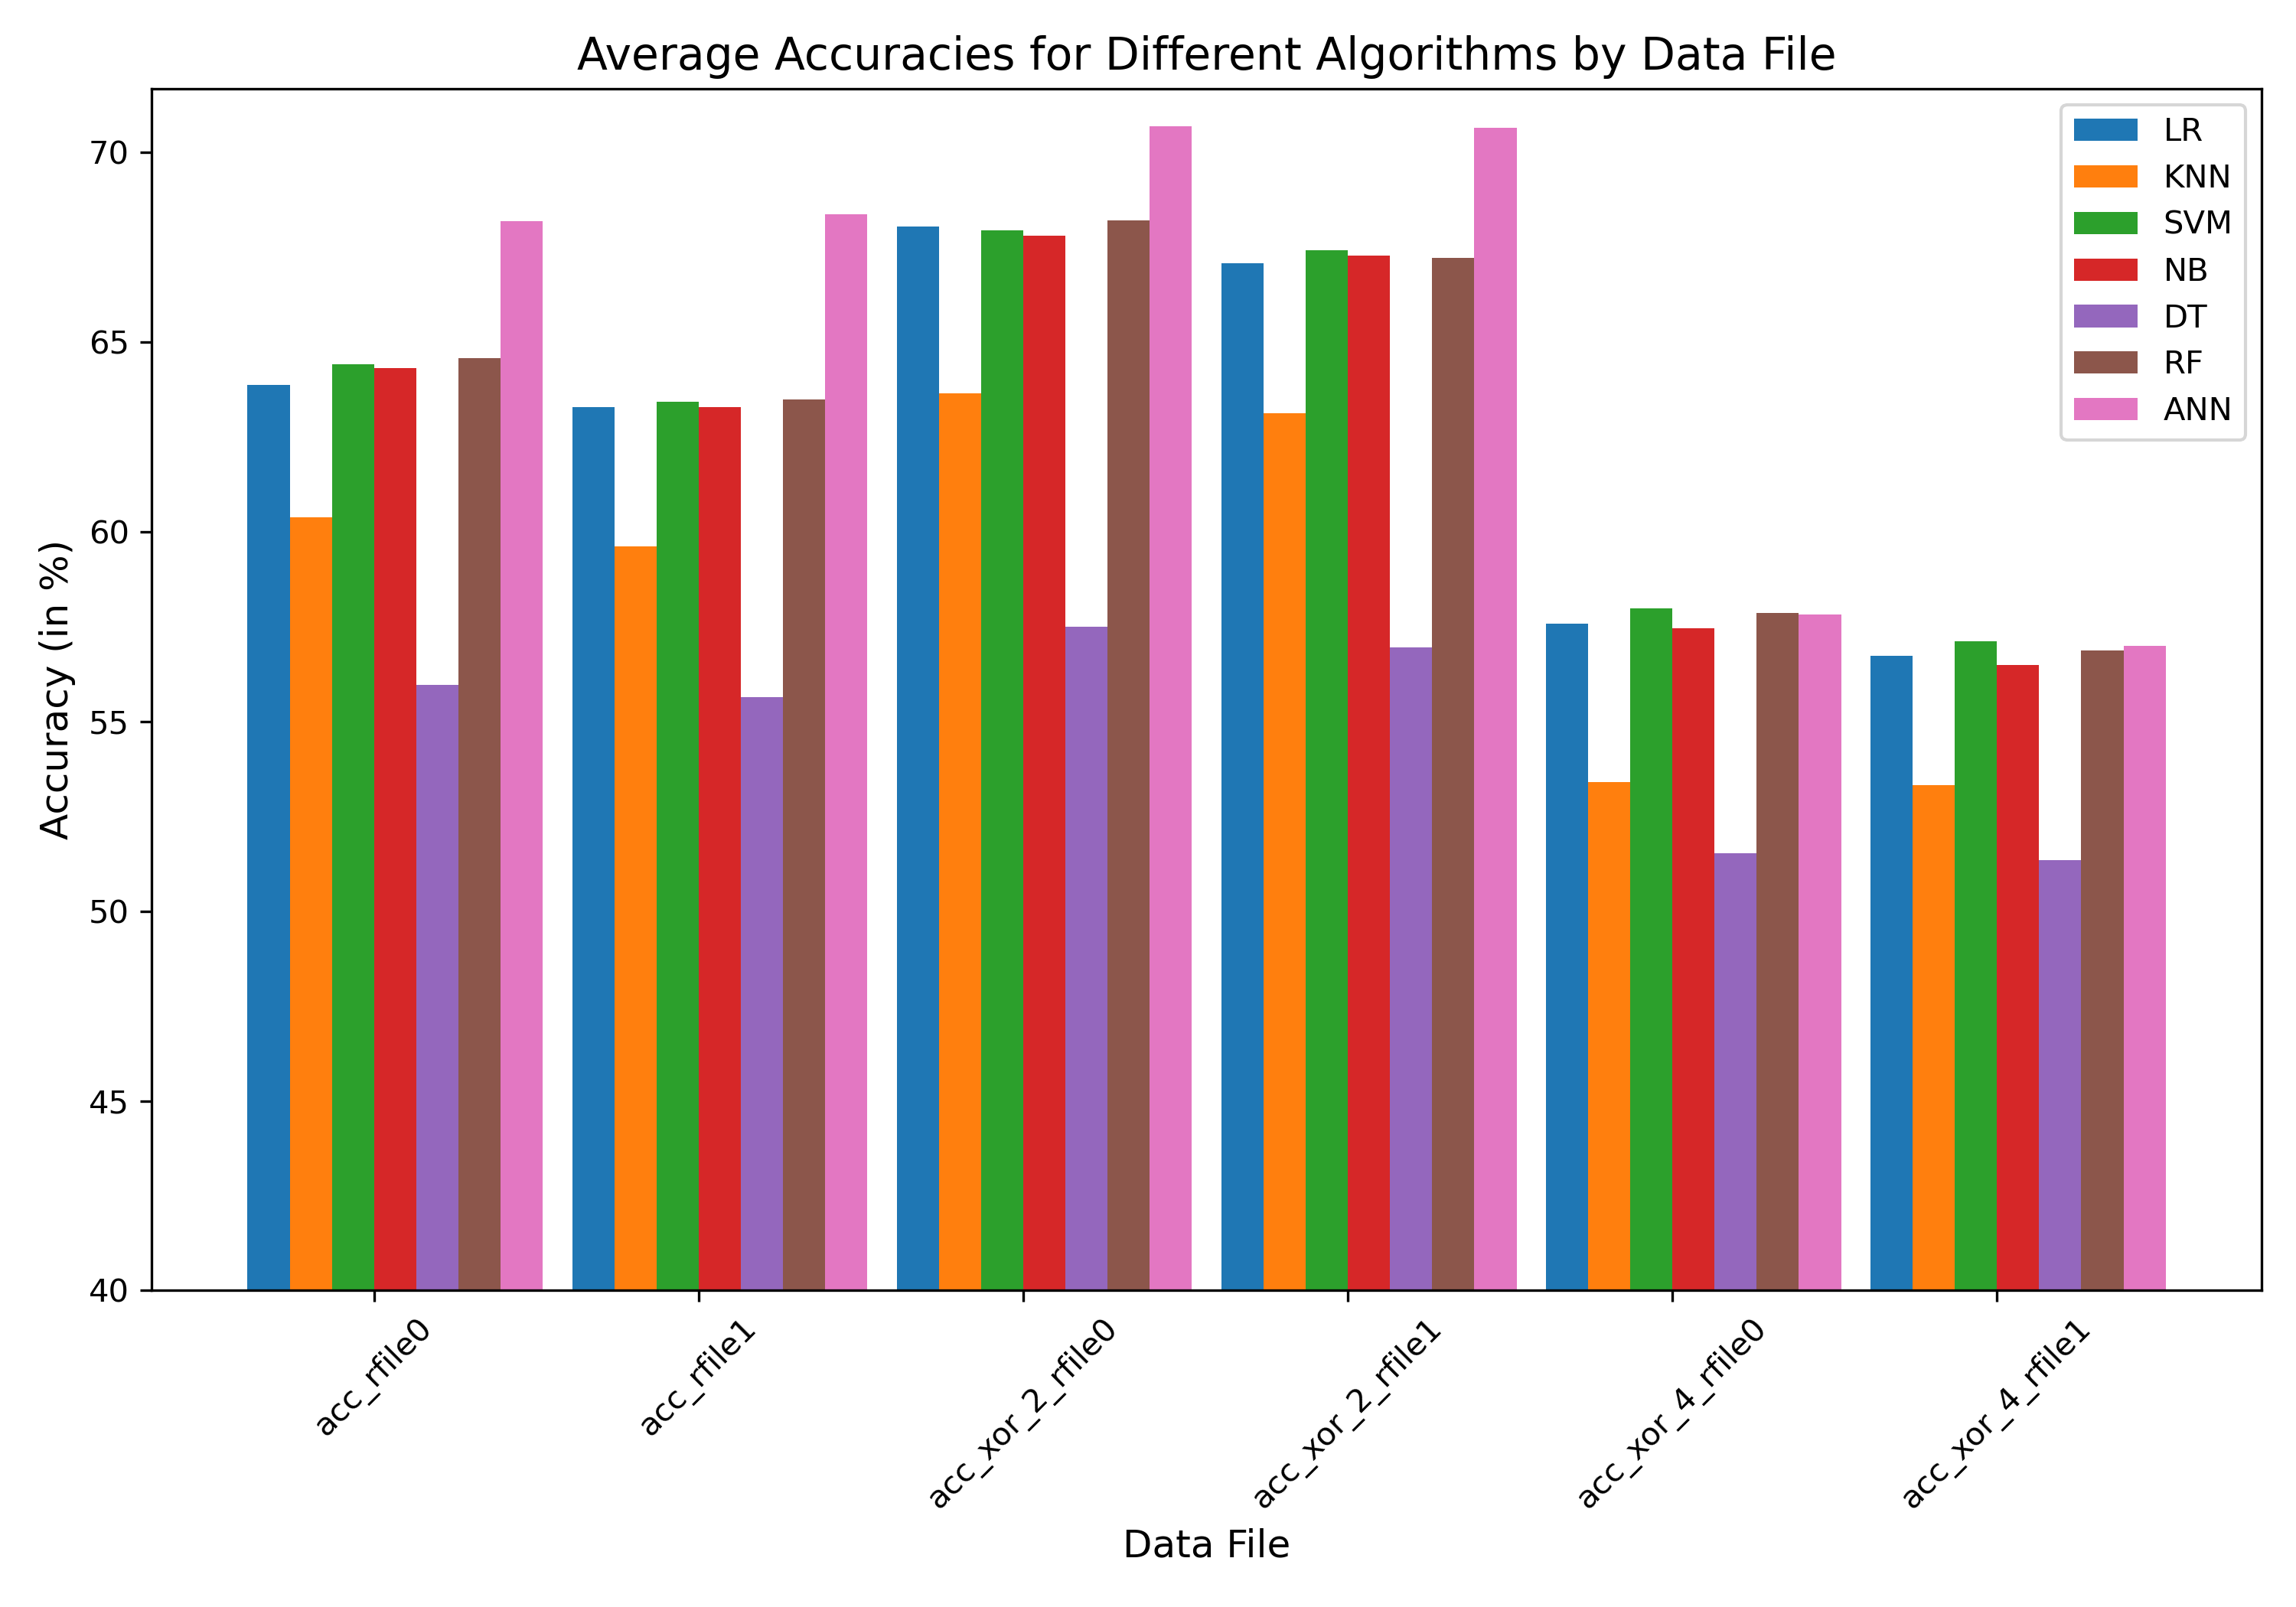 Average Accuracies for Different Algorithms by Data File
Accuracy (in %)
70
65
60
55
50
45
40
LR
KNN
SVM
NB
DT
RF
ANN
acc_rfile0
acc_rfile1
acc_xor_2_rfile0
acc_xor_2_rfile1
acc_xor_4_rfile0
acc_xor_4_rfile1
Data File